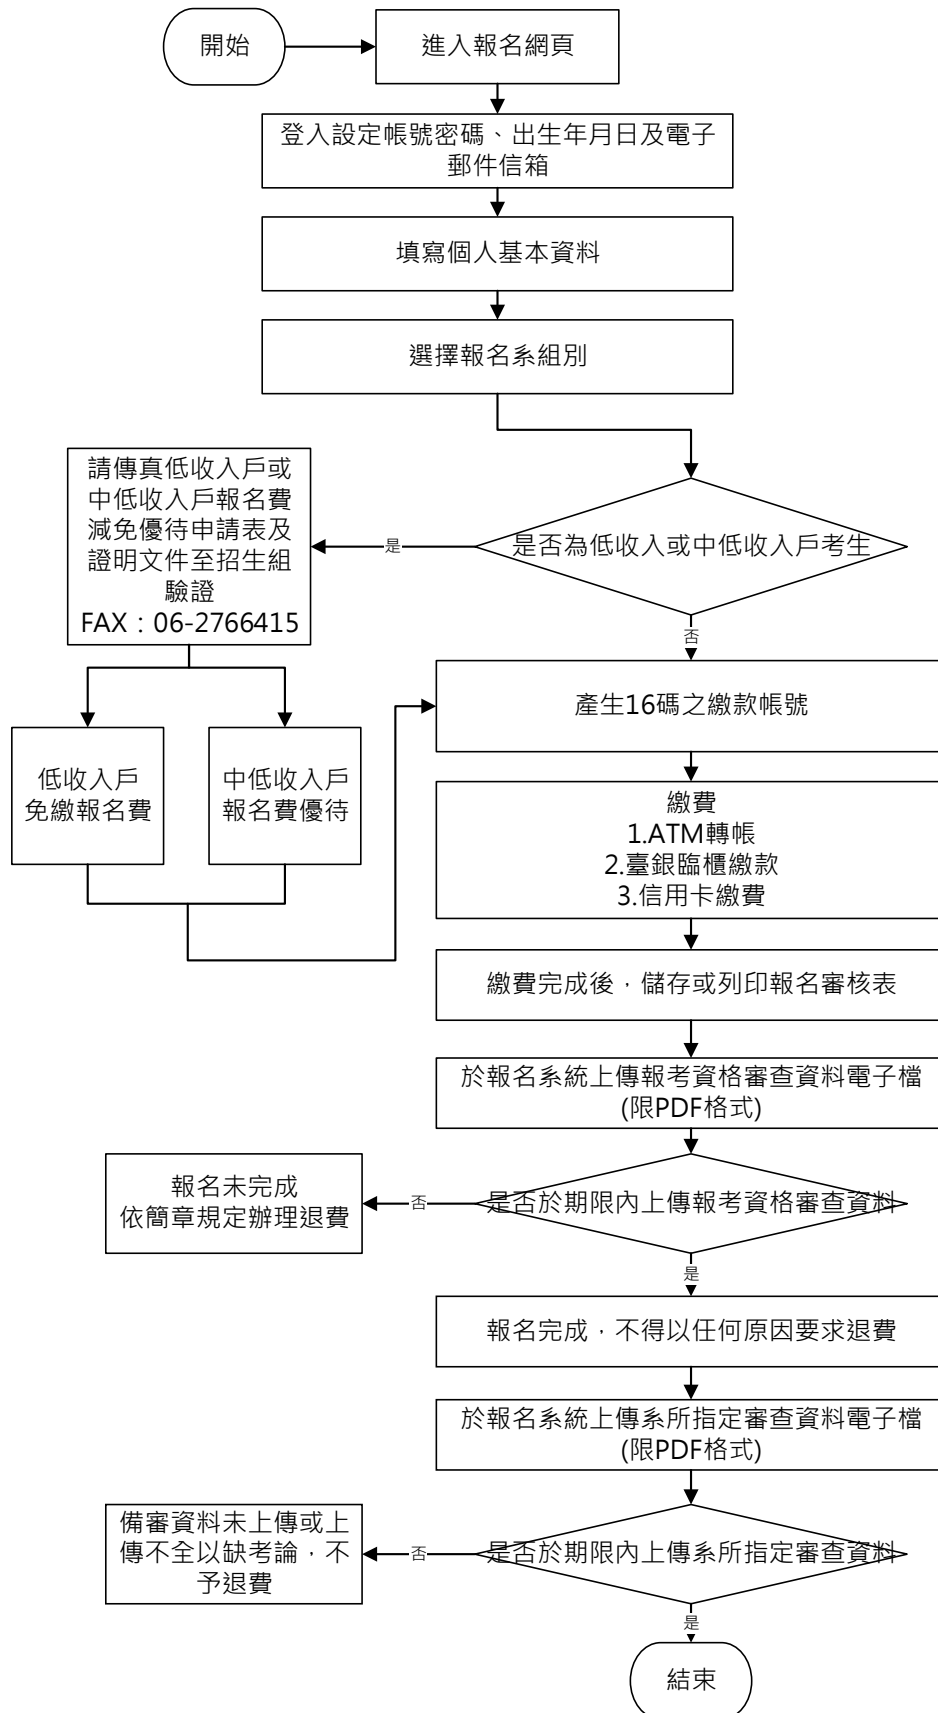 開始
進入報名網頁
登入設定帳號密碼、出生年月日及電子
郵件信箱
填寫個人基本資料
選擇報名系組別
請傳真低收入戶或
中低收入戶報名費
減免優待申請表及
證明文件至招生組
驗證
FAX：06-2766415
是
是否為低收入或中低收入戶考生
否
產生16碼之繳款帳號
低收入戶
免繳報名費
中低收入戶
報名費優待
繳費
1.ATM轉帳
2.臺銀臨櫃繳款
3.信用卡繳費
繳費完成後，儲存或列印報名審核表
於報名系統上傳報考資格審查資料電子檔
(限PDF格式)
報名未完成
依簡章規定辦理退費
否
是否於期限內上傳報考資格審查資料
是
報名完成，不得以任何原因要求退費
於報名系統上傳系所指定審查資料電子檔
(限PDF格式)
備審資料未上傳或上
傳不全以缺考論，不
予退費
否
是否於期限內上傳系所指定審查資料
是
結束